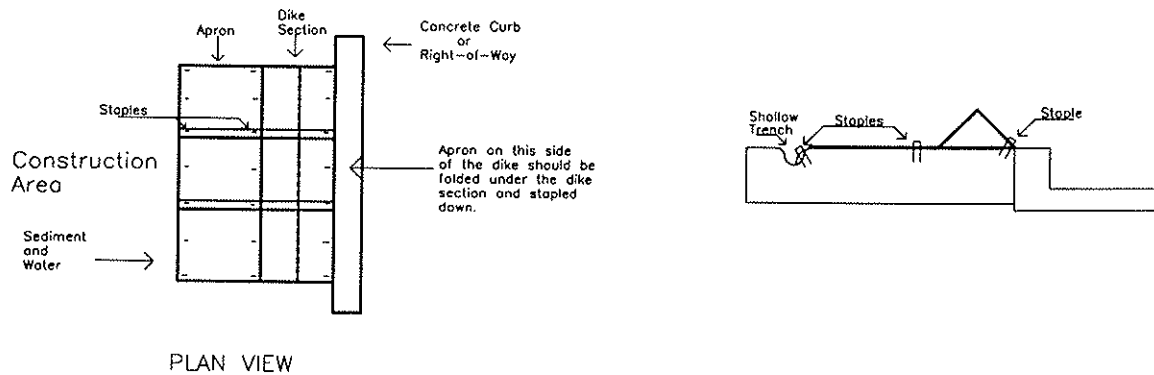 Apron
Dike
Section
Concrete Curb
or
Right-of-Way
Staples
Construction
Area
Apron on this side
of the dike should be
folded under the dike
section and stapled
down.
Sediment
and
Water
PLAN VIEW
Shallow
Trench
Staples
Staple